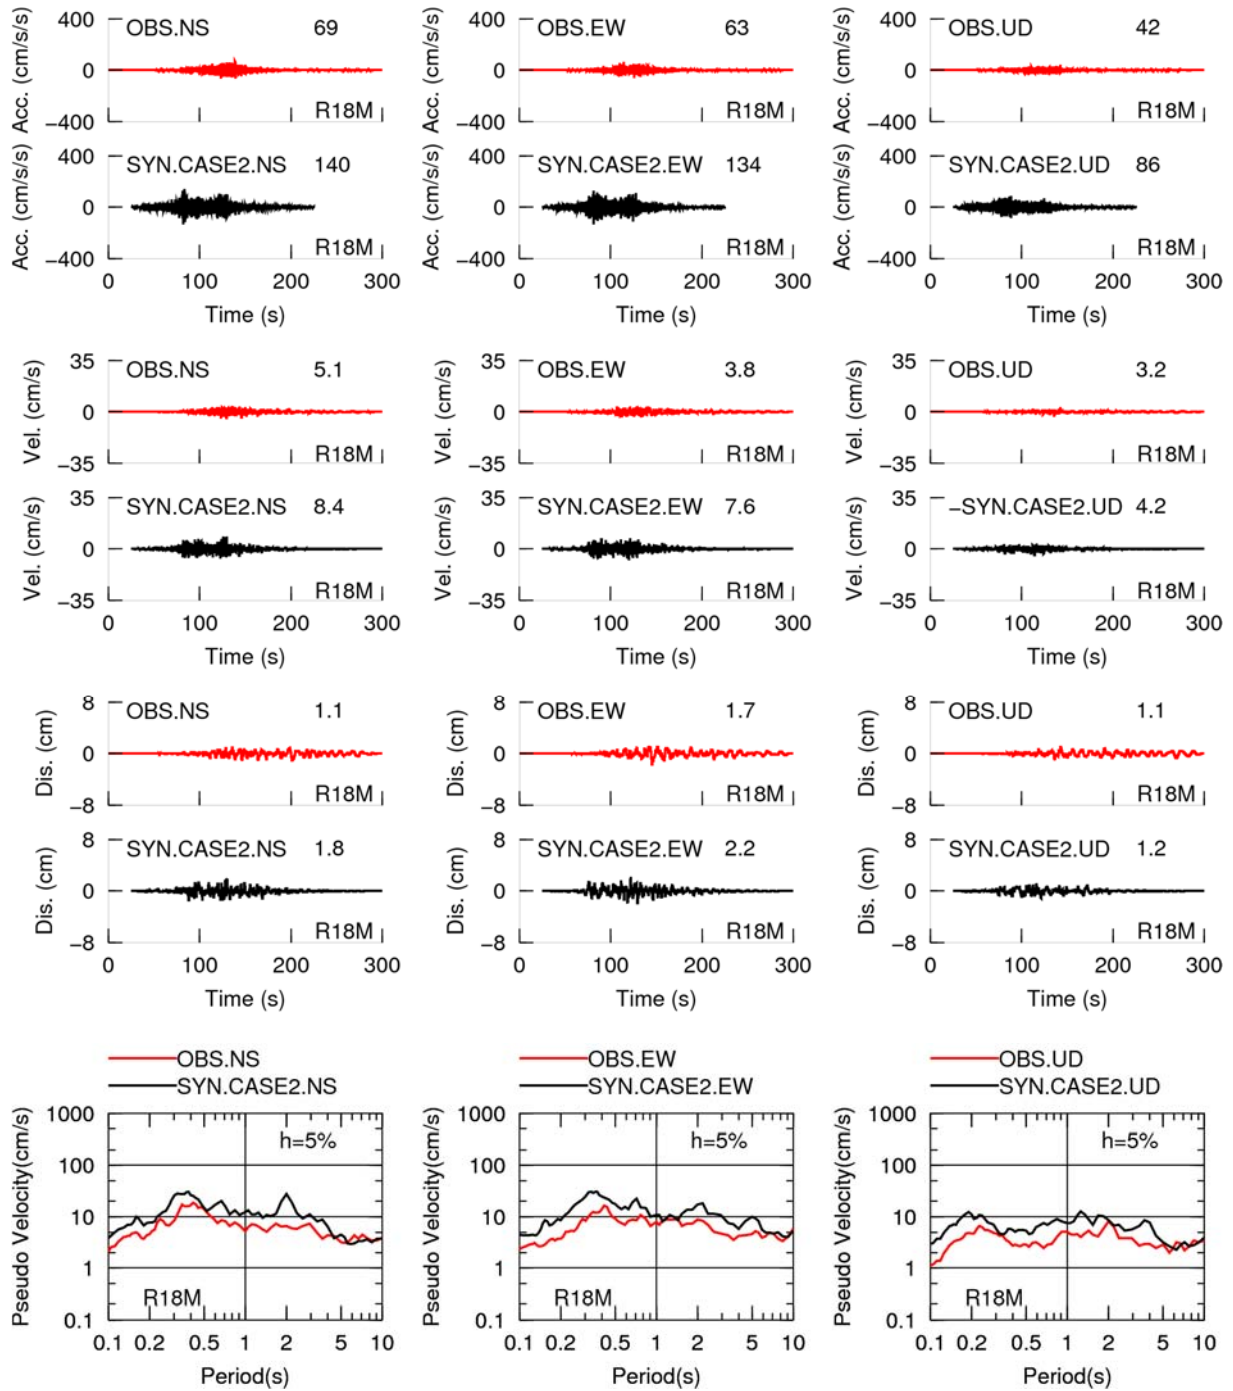 400 OBS.NS 69
Acc. (cm/s/s)
0
−400 R18M
400 OBS.EW 63
Acc. (cm/s/s)
0
−400 R18M
400 OBS.UD 42
Acc. (cm/s/s)
0
−400 R18M
400 SYN.CASE2.NS 140
Acc. (cm/s/s)
0
−400 R18M
0 100 200 300
Time (s)
400 SYN.CASE2.EW 134
Acc. (cm/s/s)
0
−400 R18M
0 100 200 300
Time (s)
400 SYN.CASE2.UD 86
Acc. (cm/s/s)
0
−400 R18M
0 100 200 300
Time (s)
35 OBS.NS 5.1
Vel. (cm/s)
0
−35 R18M
35 OBS.EW 3.8
Vel. (cm/s)
0
−35 R18M
35 OBS.UD 3.2
Vel. (cm/s)
0
−35 R18M
35 SYN.CASE2.NS 8.4
Vel. (cm/s)
0
−35 R18M
0 100 200 300
Time (s)
35 SYN.CASE2.EW 7.6
Vel. (cm/s)
0
−35 R18M
0 100 200 300
Time (s)
35 −SYN.CASE2.UD 4.2
Vel. (cm/s)
0
−35 R18M
0 100 200 300
Time (s)
8 OBS.NS 1.1
Dis. (cm)
0
−8 R18M
8 OBS.EW 1.7
Dis. (cm)
0
−8 R18M
8 OBS.UD 1.1
Dis. (cm)
0
−8 R18M
8 SYN.CASE2.NS 1.8
Dis. (cm)
0
−8 R18M
0 100 200 300
Time (s)
8 SYN.CASE2.EW 2.2
Dis. (cm)
0
−8 R18M
0 100 200 300
Time (s)
8 SYN.CASE2.UD 1.2
Dis. (cm)
0
−8 R18M
0 100 200 300
Time (s)
OBS.NS
SYN.CASE2.NS
Pseudo Velocity(cm/s)
1000
h=5%
100
10
1
R18M
0.1
0.1 0.2 0.5 1 2 5 10
Period(s)
OBS.EW
SYN.CASE2.EW
Pseudo Velocity(cm/s)
1000
h=5%
100
10
1
R18M
0.1
0.1 0.2 0.5 1 2 5 10
Period(s)
OBS.UD
SYN.CASE2.UD
Pseudo Velocity(cm/s)
1000
h=5%
100
10
1
R18M
0.1
0.1 0.2 0.5 1 2 5 10
Period(s)